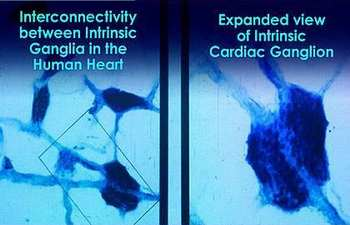 Interconnectivity
between Intrinsic
Ganglia in the
Human Heart
Expanded view
of Intrinsic
Cardiac Ganglion